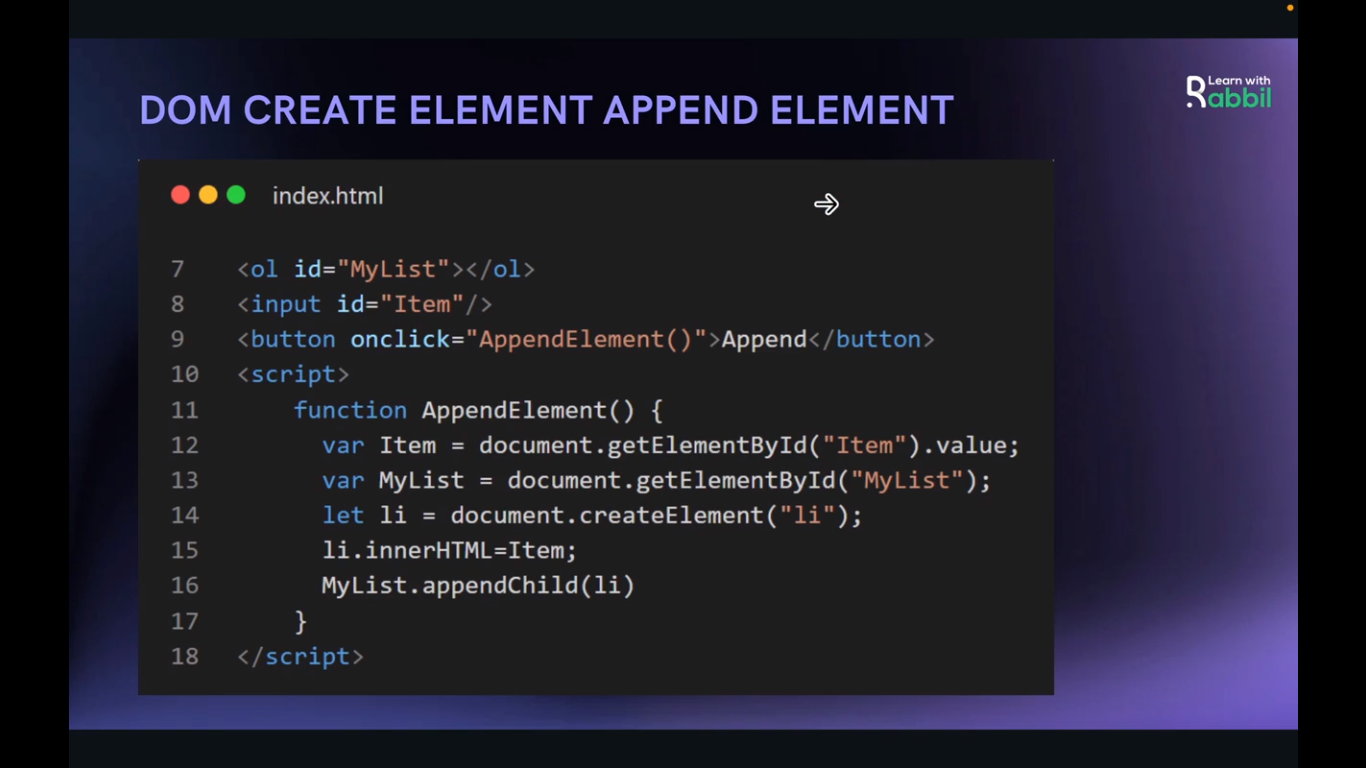 DOM CREATE ELEMENT APPEND ELEMENT
Learn with
Rabbil
index.html
7 <ol id="MyList"></ol>
8 <input id="Item"/>
9 <button onclick="AppendElement()">Append</button>
10 <script>
11 function AppendElement() {
12 var Item = document.getElementById("Item").value;
13 var MyList = document.getElementById("MyList");
14 let li = document.createElement("li");
15 li.innerHTML=Item;
16 MyList.appendChild(li)
17 }
18 </script>